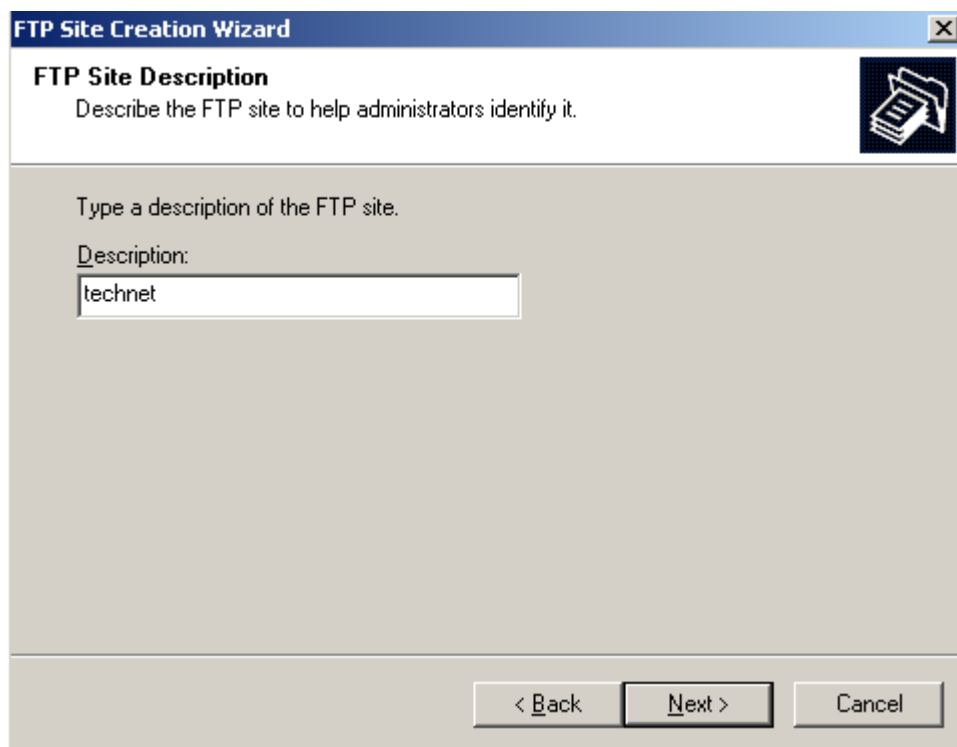 FTP Site Creation Wizard
FTP Site Description
Describe the FTP site to help administrators identify it.
Type a description of the FTP site.
Description:
technet
< Back Next > Cancel